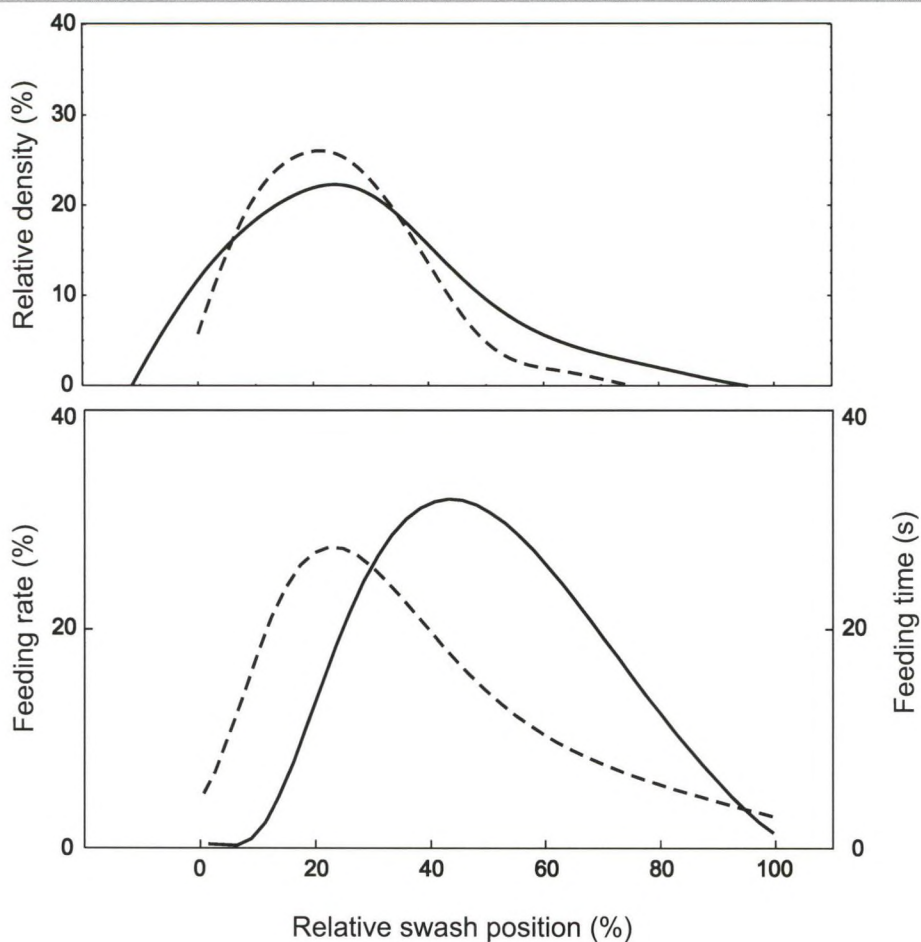 40
30
20
10
0
Relative density (%)
40
20
0
Feeding rate (%)
40
20
0
Feeding time (s)
0 20 40 60 80 100
Relative swash position (%)